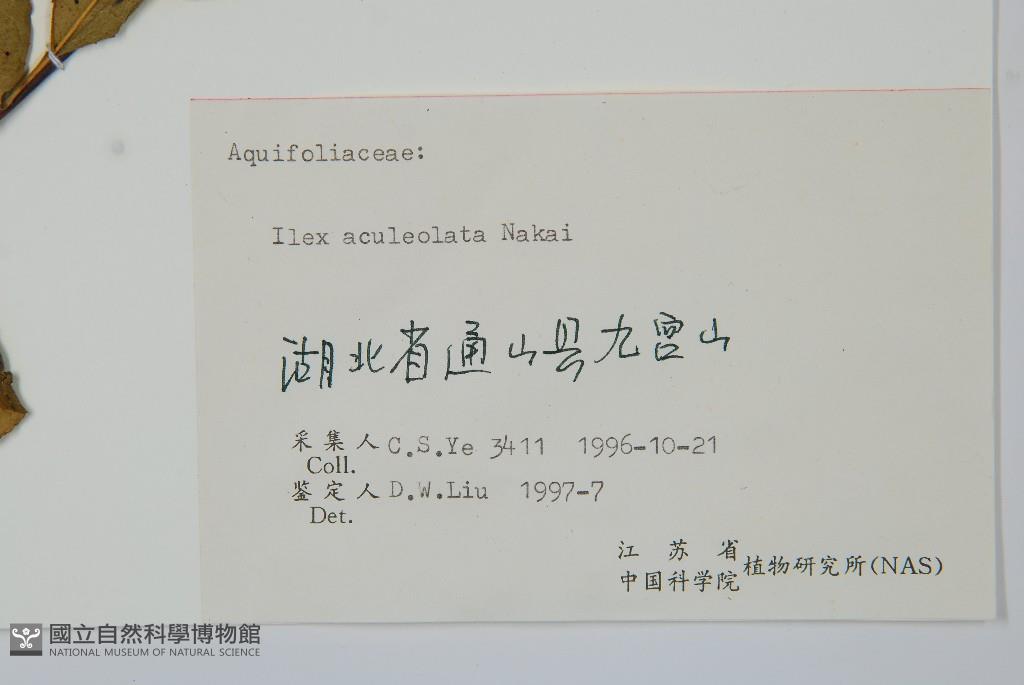 Aquifoliaceae:
Ilex aculeolata Nakai
湖北省通山县九宫山
采集人 C.S.Ye 3411 1996-10-21
Coll.
鉴定人 D.W.Liu 1997-7
Det.
江苏省
中国科学院 植物研究所(NAS)
國立自然科學博物館
NATIONAL MUSEUM OF NATURAL SCIENCE